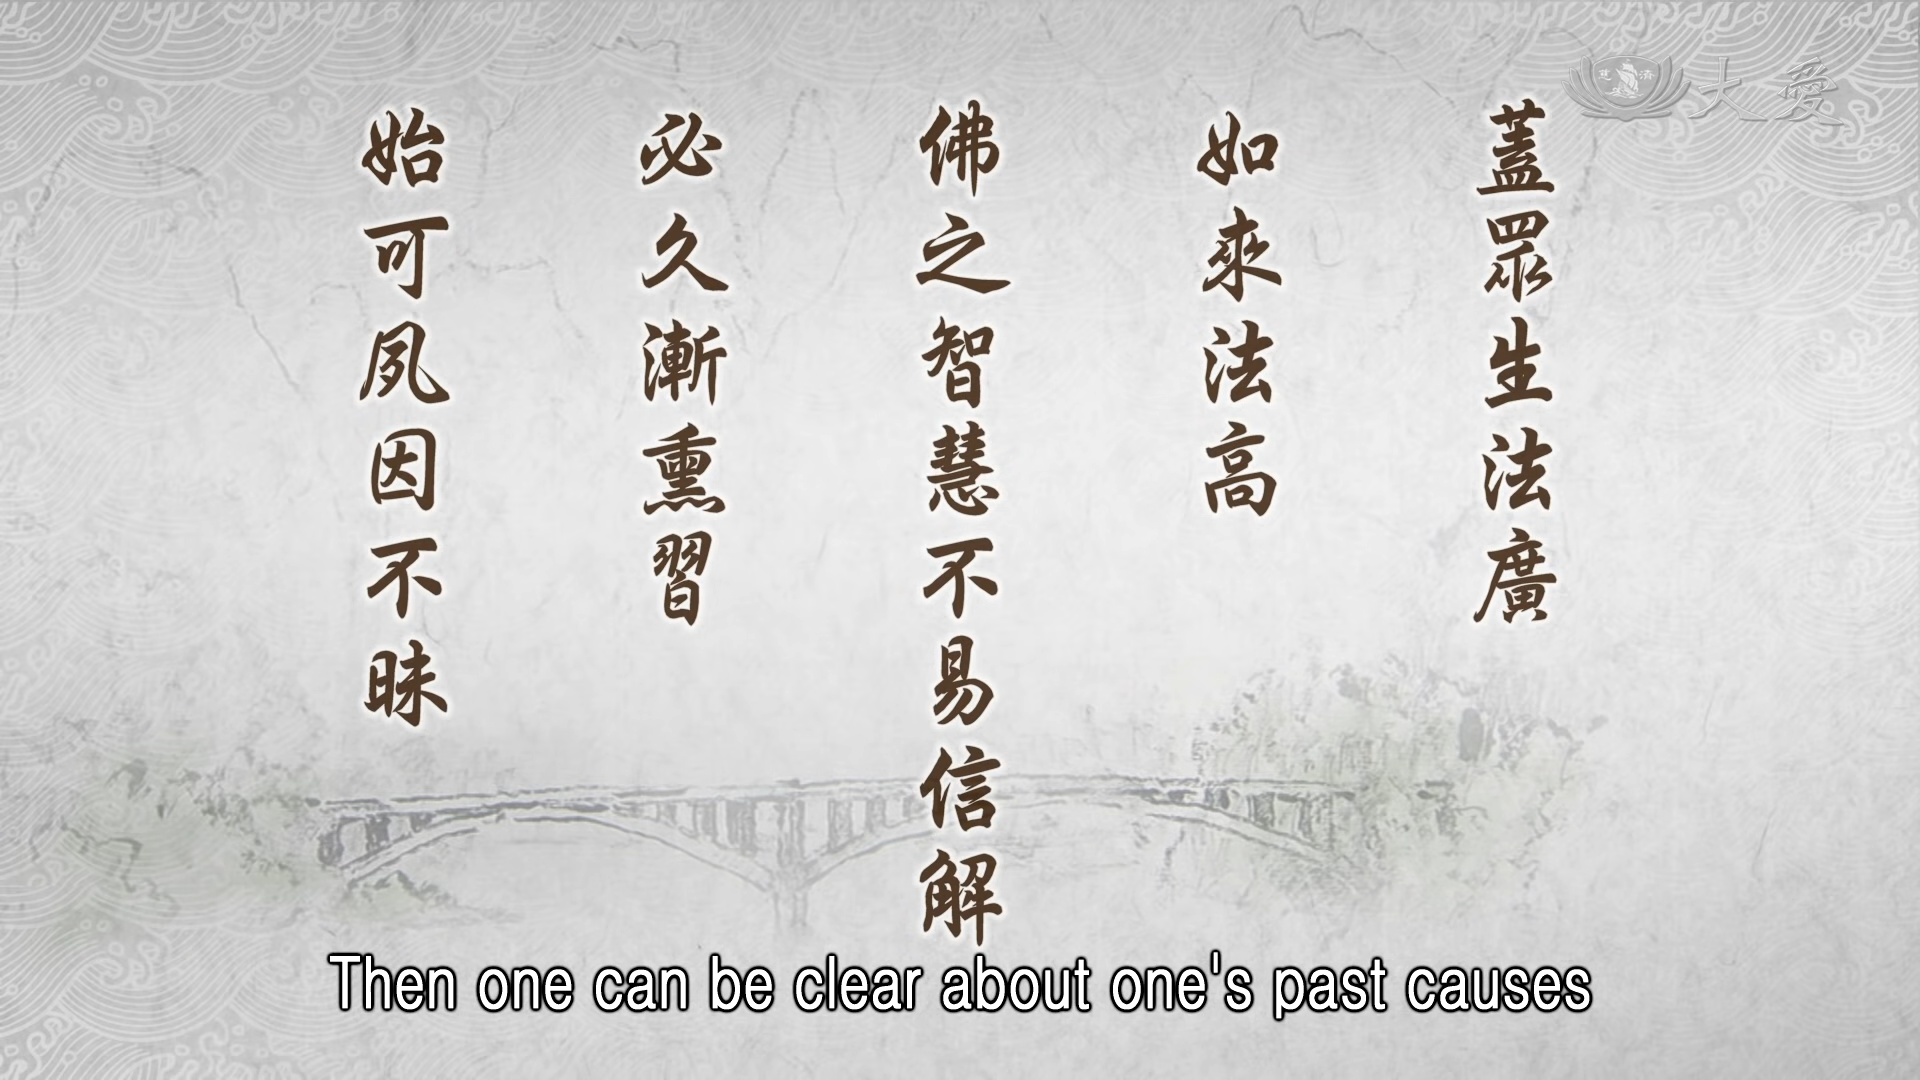 蓋眾生法廣
如來法高
佛之智慧不易信解
必久漸熏習
始可夙因不昧
大愛
慈濟
Then one can be clear about one's past causes